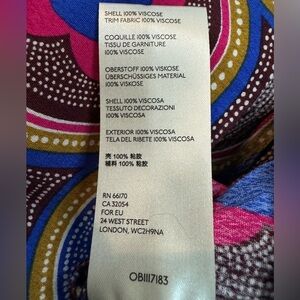 SHELL 100% VISCOSE
TRIM FABRIC 100% VISCOSE
COQUILLE 100% VISCOSE
TISSU DE GARNITURE
100% VISCOSE
OBERSTOFF 100% VISKOSE
ÜBERSCHÜSSIGES MATERIAL
100% VISKOSE
SHELL 100% VISCOSA
TESSUTO DECORAZIONI
100% VISCOSA
EXTERIOR 100% VISCOSA
TELA DEL RIBETE 100% VISCOSA
壳 100% 粘胶
辅料 100% 粘胶
RN 66170
CA 32054
FOR EU
24 WEST STREET
LONDON, WC2H9NA
OB1117183